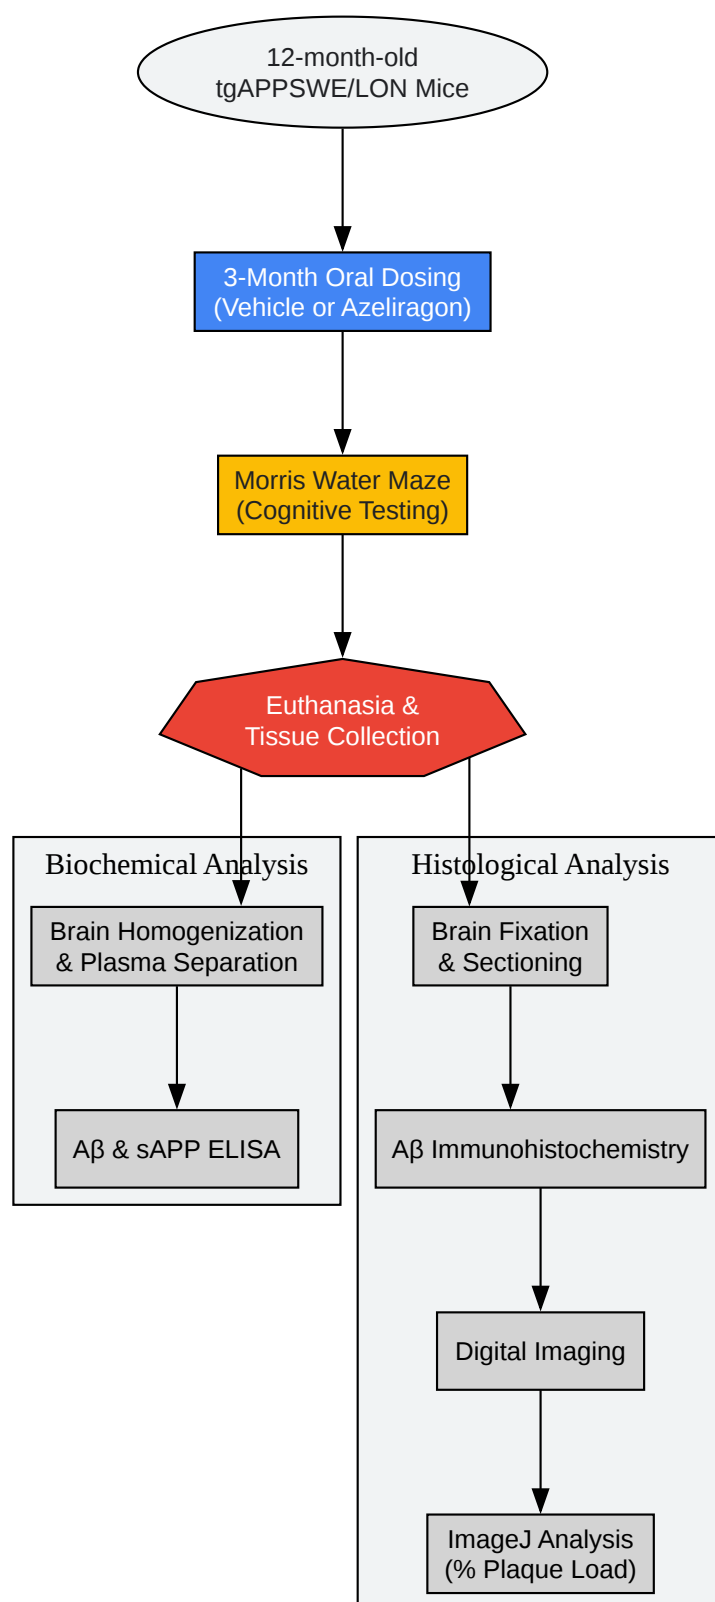 12-month-old
tgAPPSWE/LON Mice
3-Month Oral Dosing
(Vehicle or Azeliragon)
Morris Water Maze
(Cognitive Testing)
Euthanasia &
Tissue Collection
Biochemical Analysis
Brain Homogenization
& Plasma Separation
Aβ & sAPP ELISA
Histological Analysis
Brain Fixation
& Sectioning
Aβ Immunohistochemistry
Digital Imaging
ImageJ Analysis
(% Plaque Load)